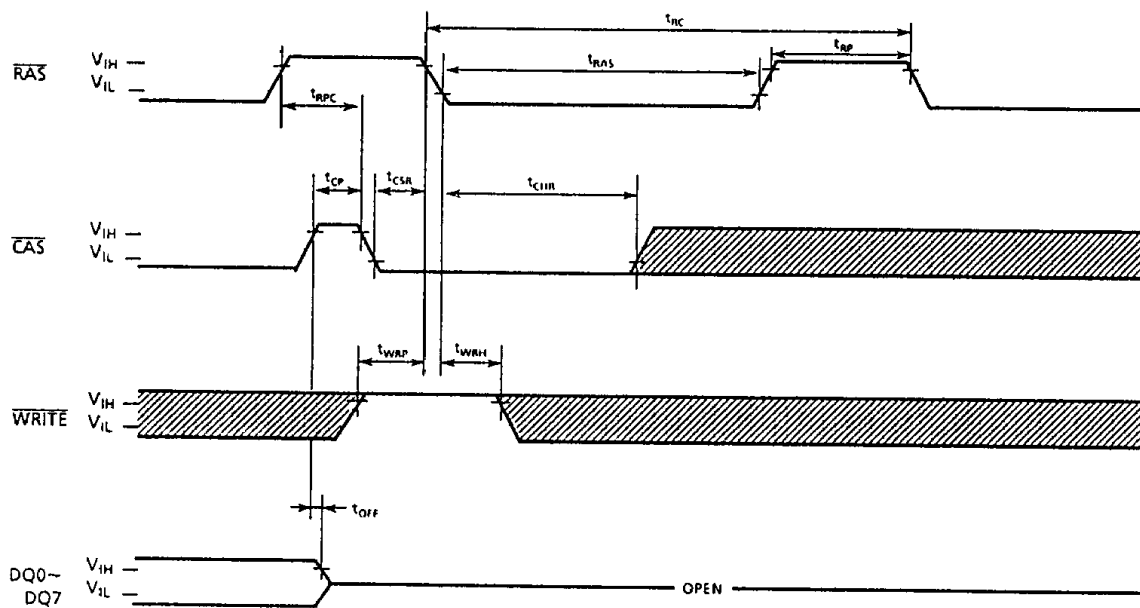 tRC
RAS
VIH
VIL
tRPC
tRAS
tRP
CAS
VIH
VIL
tCP
tCSR
tCHR
WRITE
VIH
VIL
tWRP
tWRH
tOFF
DQ0~
DQ7
VIH
VIL
OPEN